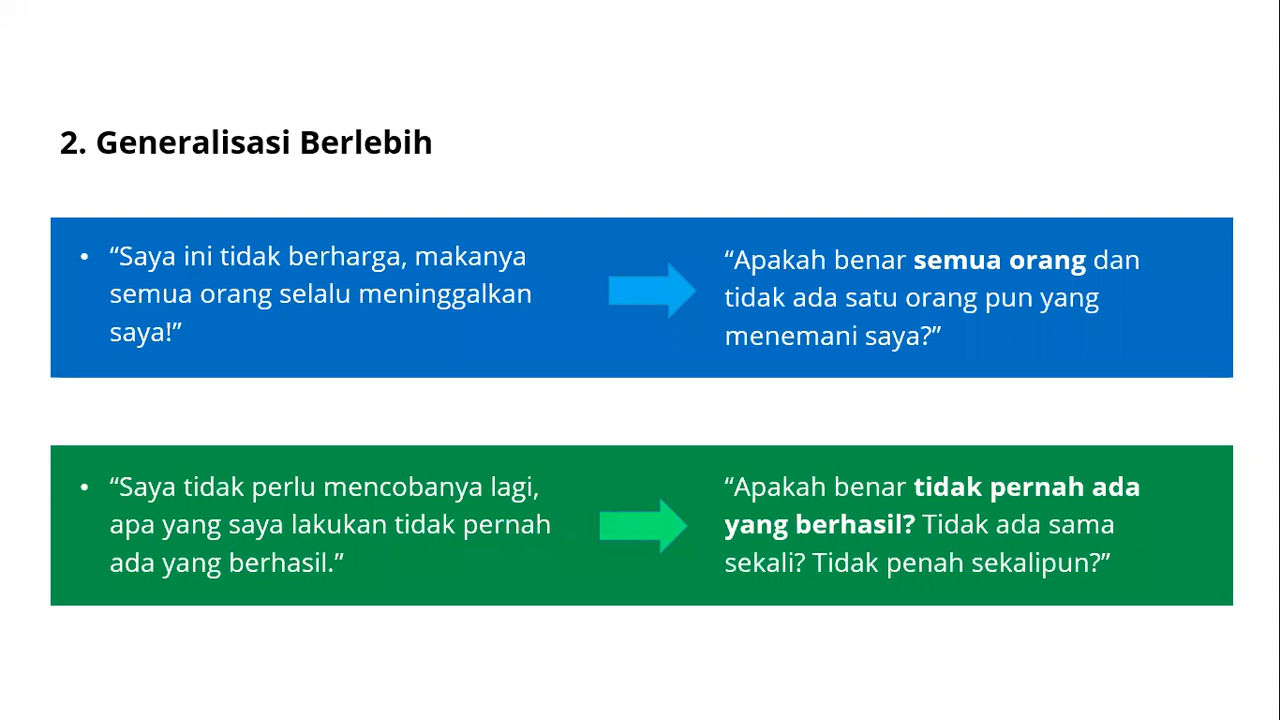 2. Generalisasi Berlebih
• “Saya ini tidak berharga, makanya
semua orang selalu meninggalkan
saya!”
“Apakah benar semua orang dan
tidak ada satu orang pun yang
menemani saya?”
• “Saya tidak perlu mencobanya lagi,
apa yang saya lakukan tidak pernah
ada yang berhasil.”
“Apakah benar tidak pernah ada
yang berhasil? Tidak ada sama
sekali? Tidak penah sekalipun?”